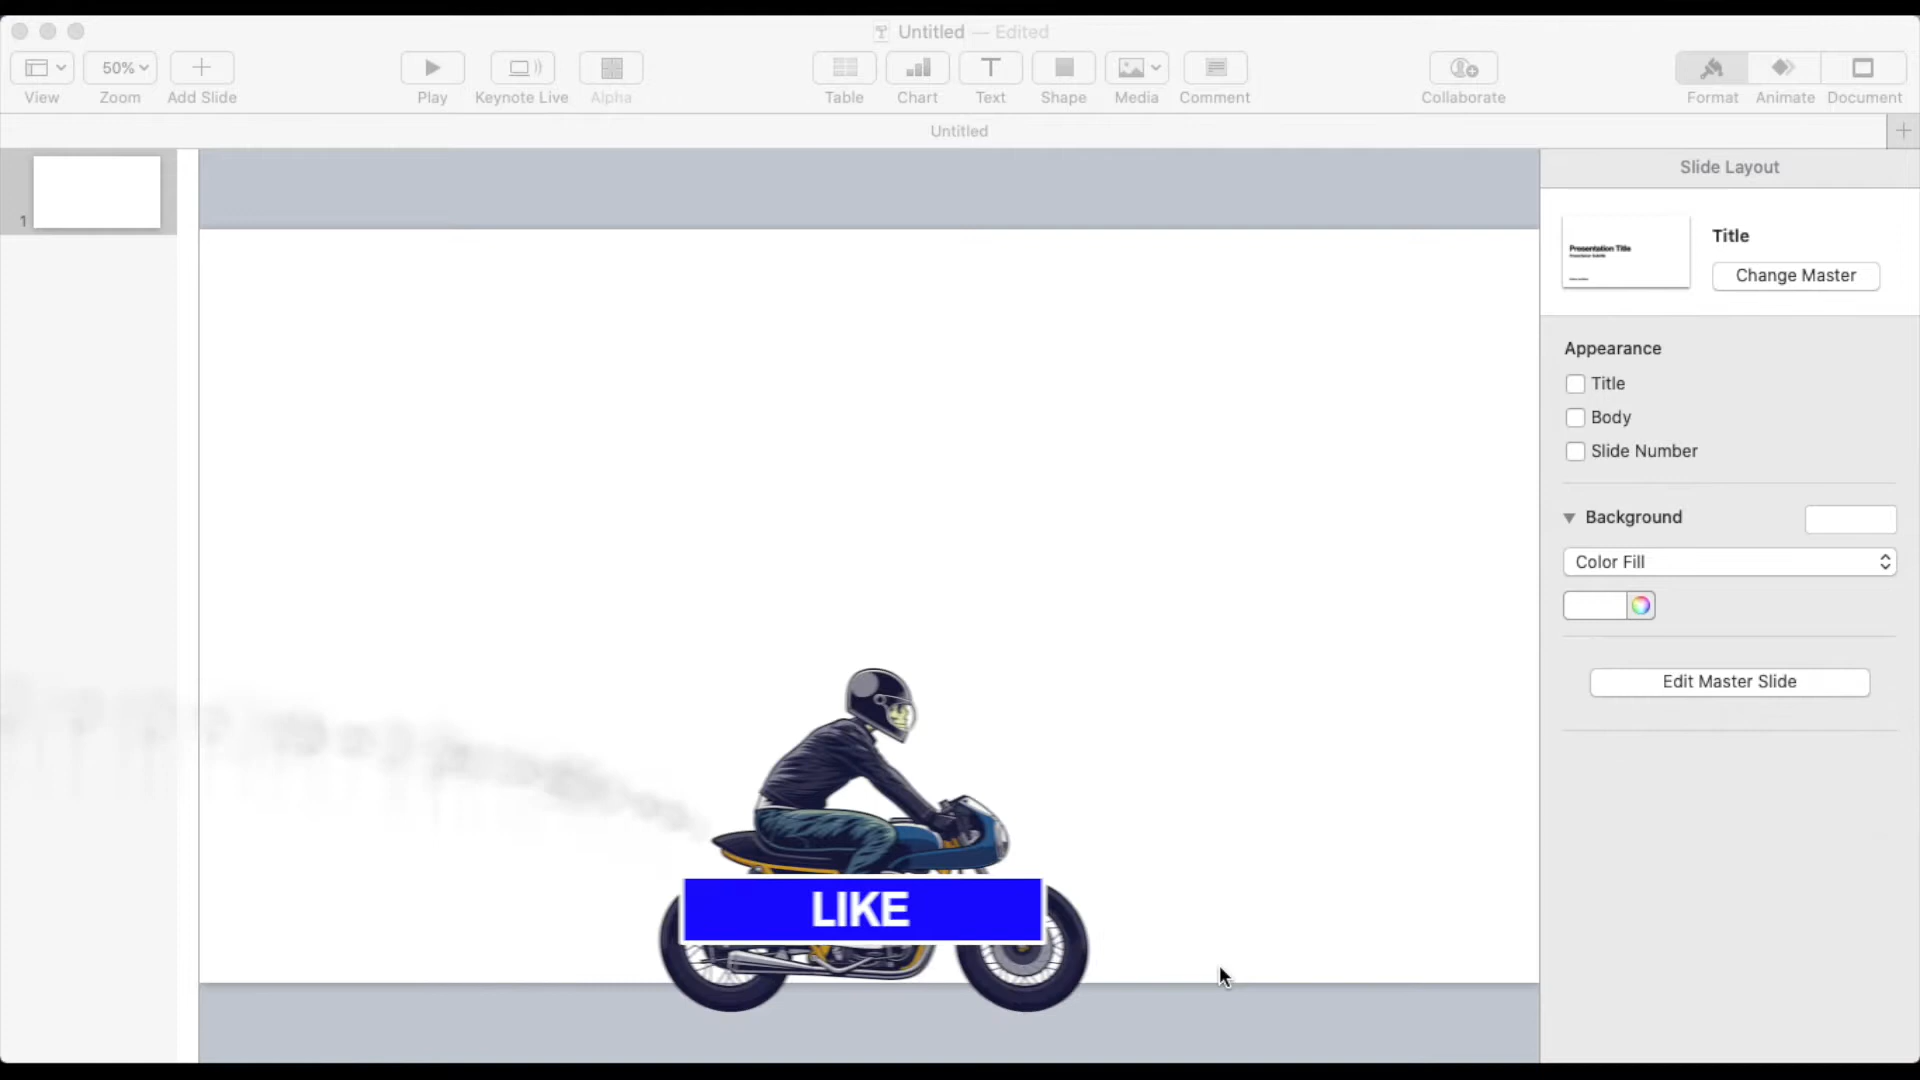 Untitled — Edited
50%
View
Zoom
Add Slide
Play
Keynote Live
Alpha
Table
Chart
Text
Shape
Media
Comment
Collaborate
Format
Animate
Document
Untitled
1
Slide Layout
Presentation Title
Presentation Subtitle
Title
Change Master
Appearance
Title
Body
Slide Number
Background
Color Fill
Edit Master Slide
LIKE